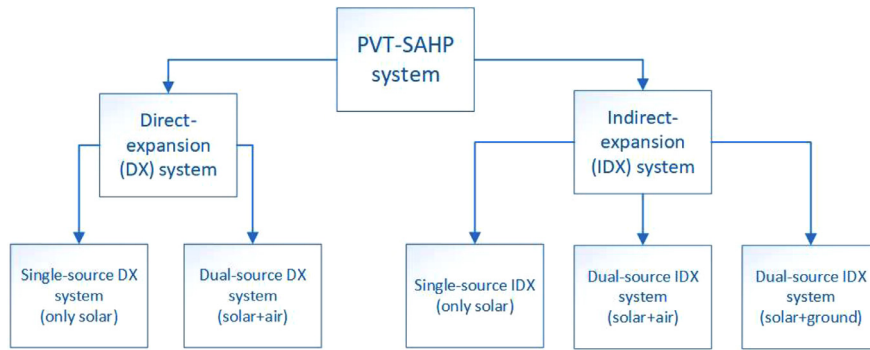 PVT-SAHP
system
Direct-
expansion
(DX) system
Indirect-
expansion
(IDX) system
Single-source DX
system
(only solar)
Dual-source DX
system
(solar+air)
Single-source IDX
(only solar)
Dual-source IDX
system
(solar+air)
Dual-source IDX
system
(solar+ground)